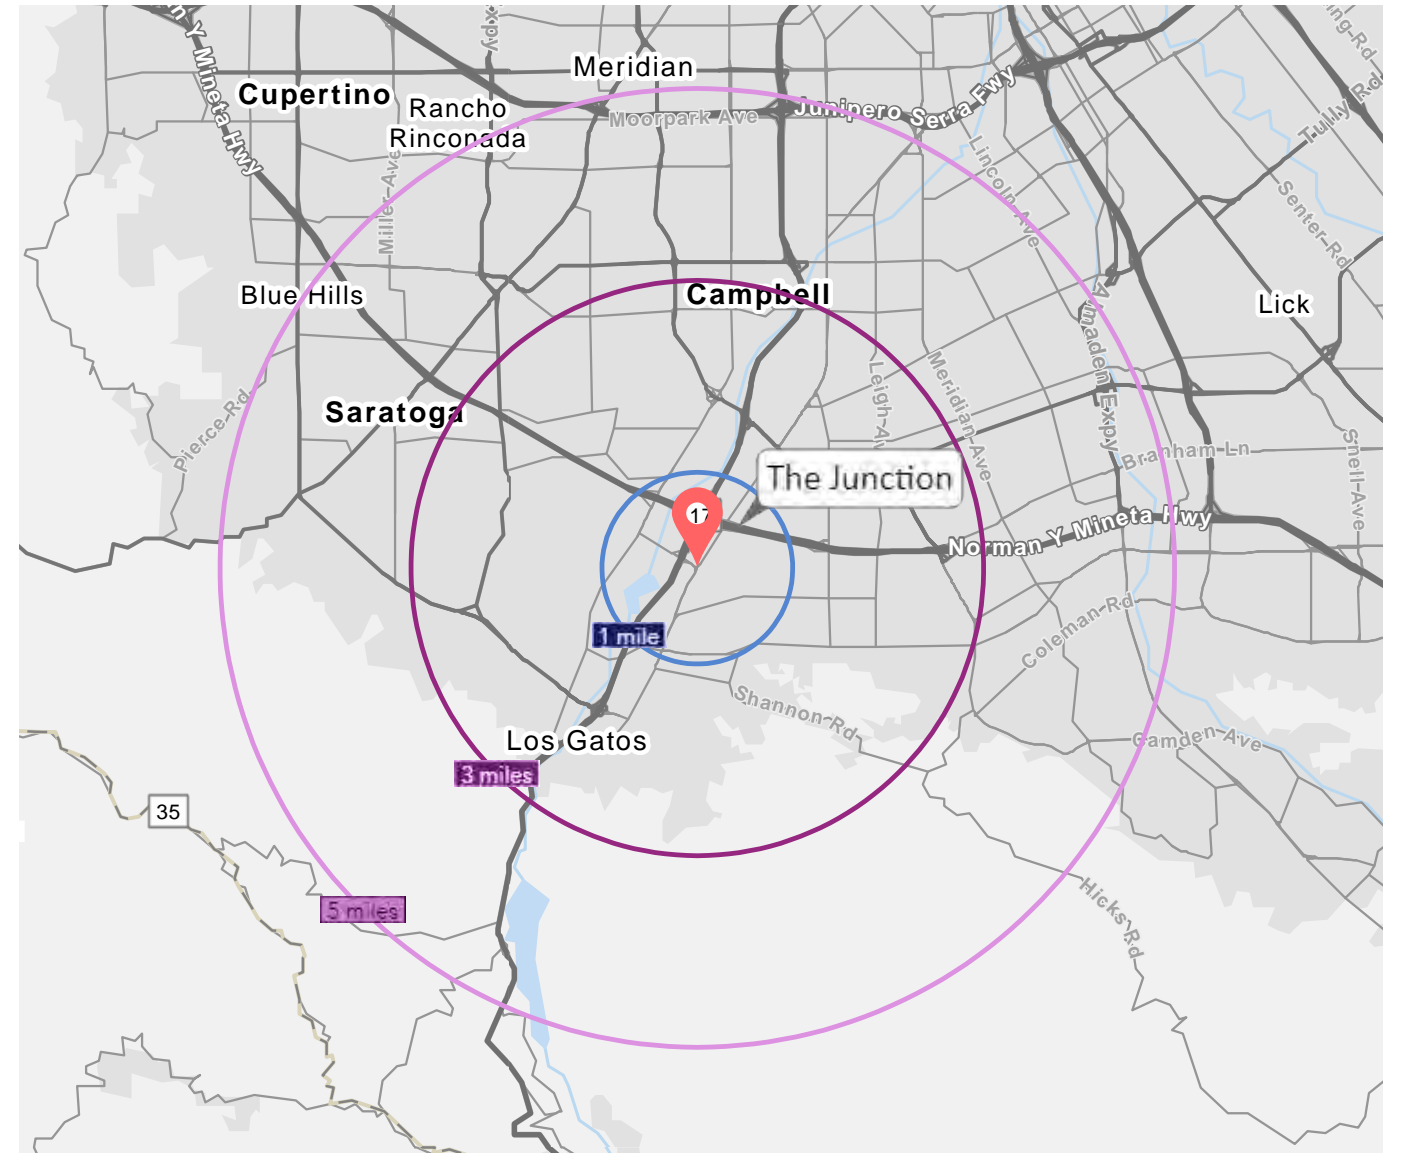 n Y Mineta Hwy
Expy
Meridian
Cupertino
Rancho
Rinconada
Moorpark Ave
Junipero Serra Fwy
Tully Rd
Miller Ave
Lincoln Ave
Senter Rd
Blue Hills
Campbell
Lick
Almaden Expy
Pierce Rd
Saratoga
Leigh Av
Meridian Ave
Branham Ln
Snell Ave
The Junction
17
Norman Y Mineta Hwy
Coleman Rd
1 mile
Shannon Rd
Los Gatos
Camden Ave
3 miles
35
5 miles
Hicks Rd